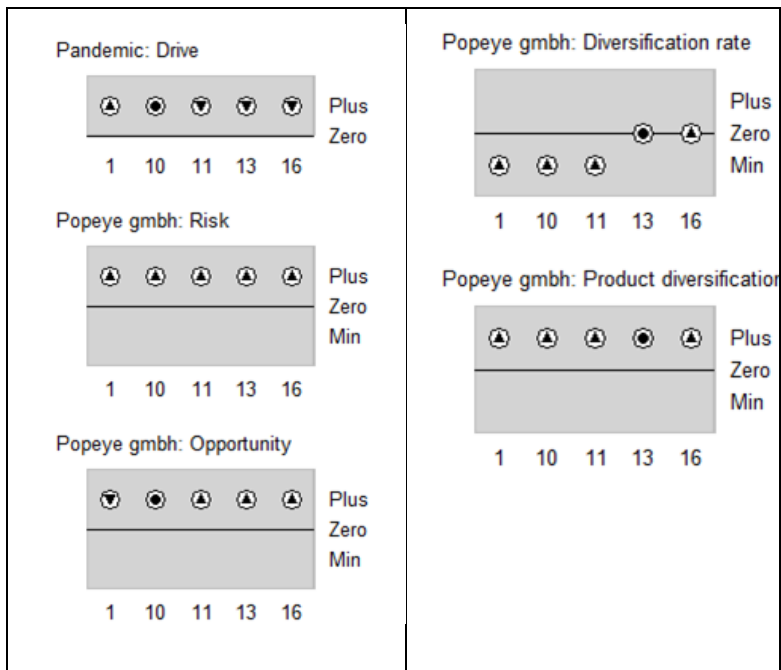 Pandemic: Drive
Plus
Zero
1 10 11 13 16
Popeye gmbh: Risk
Plus
Zero
Min
1 10 11 13 16
Popeye gmbh: Opportunity
Plus
Zero
Min
1 10 11 13 16
Popeye gmbh: Diversification rate
Plus
Zero
Min
1 10 11 13 16
Popeye gmbh: Product diversification
Plus
Zero
Min
1 10 11 13 16